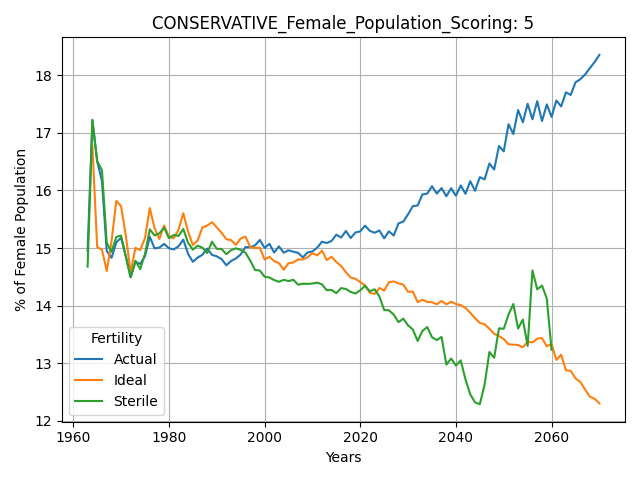 CONSERVATIVE_Female_Population_Scoring: 5
18
17
16
15
14
13
12
% of Female Population
Fertility
Actual
Ideal
Sterile
1960
1980
2000
2020
2040
2060
Years